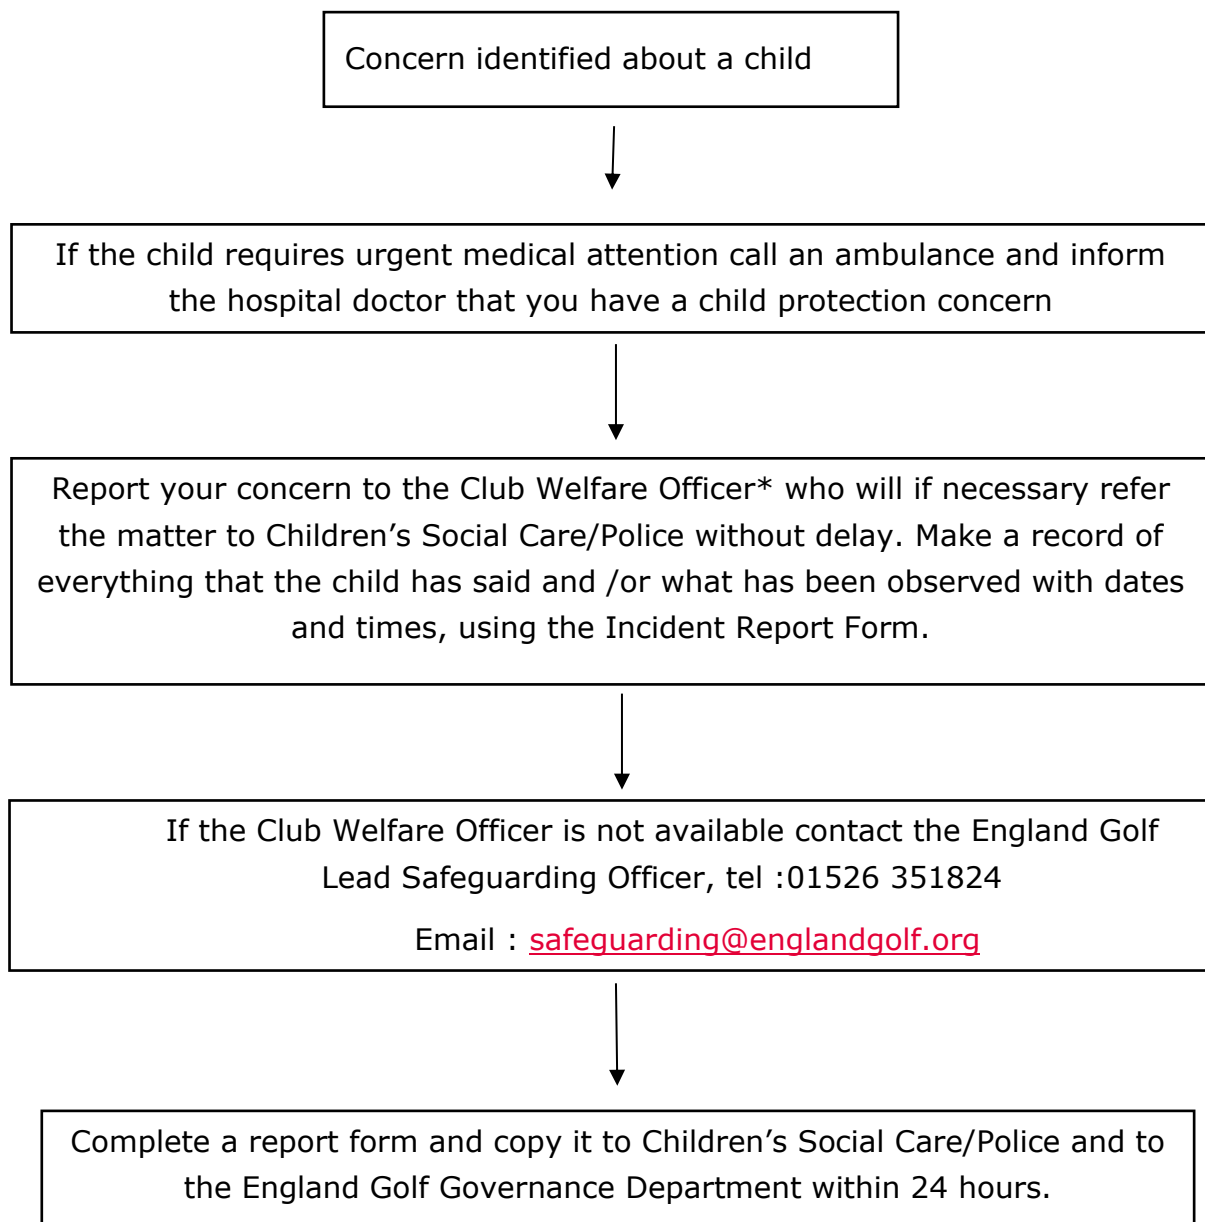 Concern identified about a child
If the child requires urgent medical attention call an ambulance and inform
the hospital doctor that you have a child protection concern
Report your concern to the Club Welfare Officer* who will if necessary refer
the matter to Children’s Social Care/Police without delay. Make a record of
everything that the child has said and /or what has been observed with dates
and times, using the Incident Report Form.
If the Club Welfare Officer is not available contact the England Golf
Lead Safeguarding Officer, tel :01526 351824
Email : safeguarding@englandgolf.org
Complete a report form and copy it to Children’s Social Care/Police and to
the England Golf Governance Department within 24 hours.